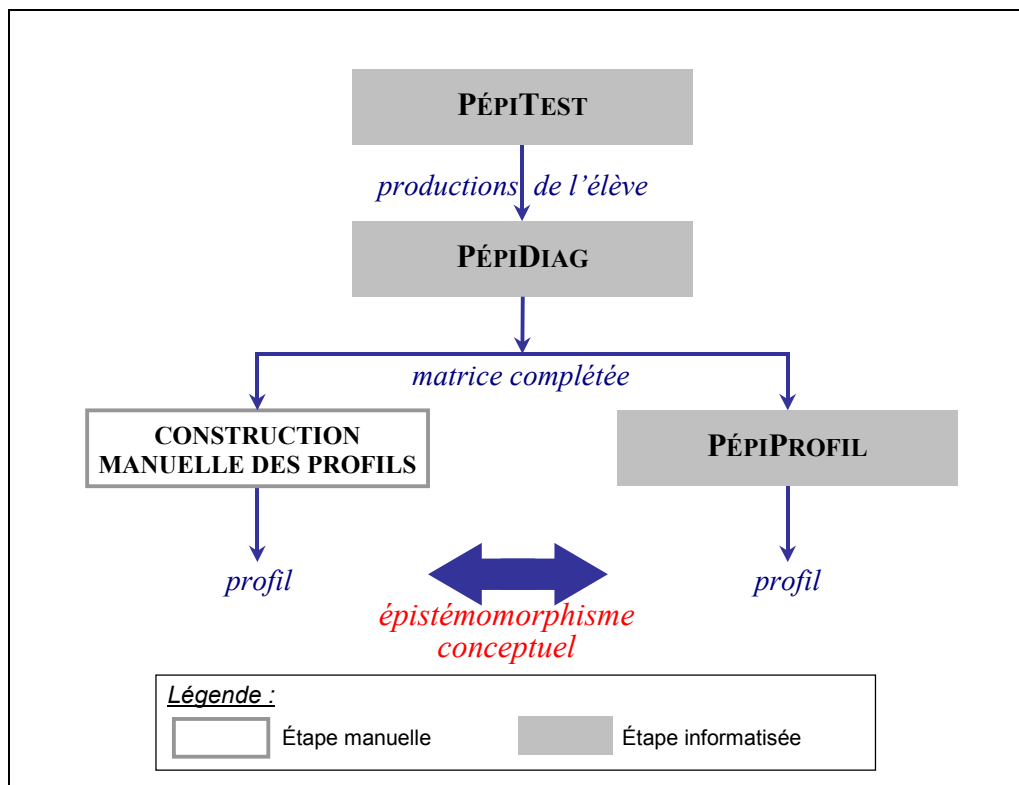 PÉPITEST
productions de l’élève
PÉPIDIAG
matrice complétée
CONSTRUCTION
MANUELLE DES PROFILS
PÉPIPROFIL
profil
profil
épistémomorphisme
conceptuel
Légende :
Étape manuelle
Étape informatisée